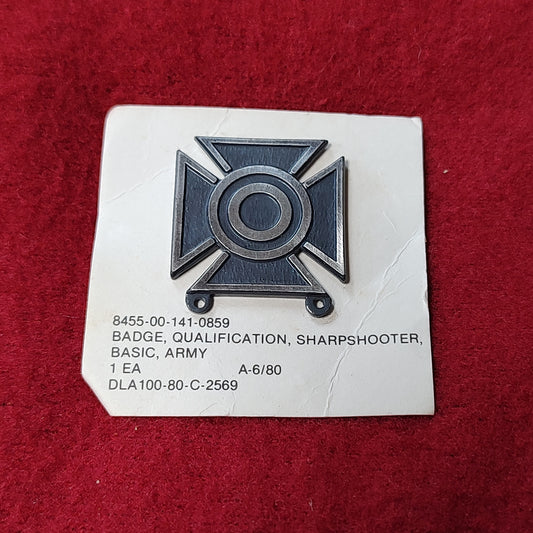 8455-00-141-0859
BADGE, QUALIFICATION, SHARPSHOOTER,
BASIC, ARMY
1 EA A-6/80
DLA100-80-C-2569